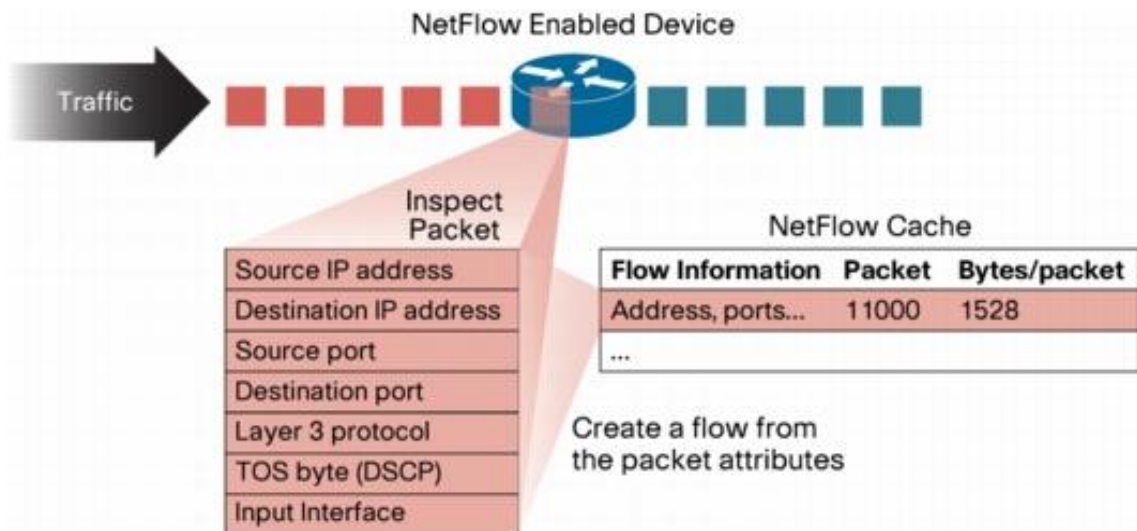 NetFlow Enabled Device
Traffic
Inspect
Packet
Source IP address
Destination IP address
Source port
Destination port
Layer 3 protocol
TOS byte (DSCP)
Input Interface
NetFlow Cache
Flow Information Packet Bytes/packet
Address, ports... 11000 1528
...
Create a flow from
the packet attributes